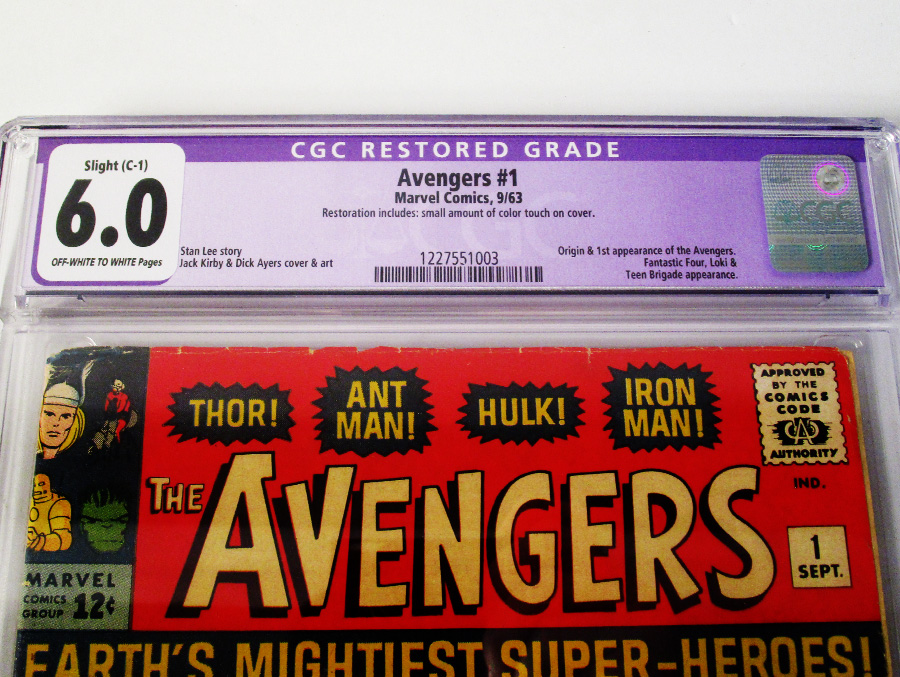 CGC RESTORED GRADE
Slight (C-1)
6.0
OFF-WHITE TO WHITE Pages
Avengers #1
Marvel Comics, 9/63
Restoration includes: small amount of color touch on cover.
Stan Lee story
Jack Kirby & Dick Ayers cover & art
1227551003
Origin & 1st appearance of the Avengers.
Fantastic Four, Loki &
Teen Brigade appearance.
CGC
THOR!
ANT
MAN!
HULK!
IRON
MAN!
APPROVED
BY THE
COMICS
CODE
CA
AUTHORITY
THE AVENGERS
IND.
1
SEPT.
MARVEL
COMICS
GROUP 12¢
EARTH'S MIGHTIEST SUPER-HEROES!